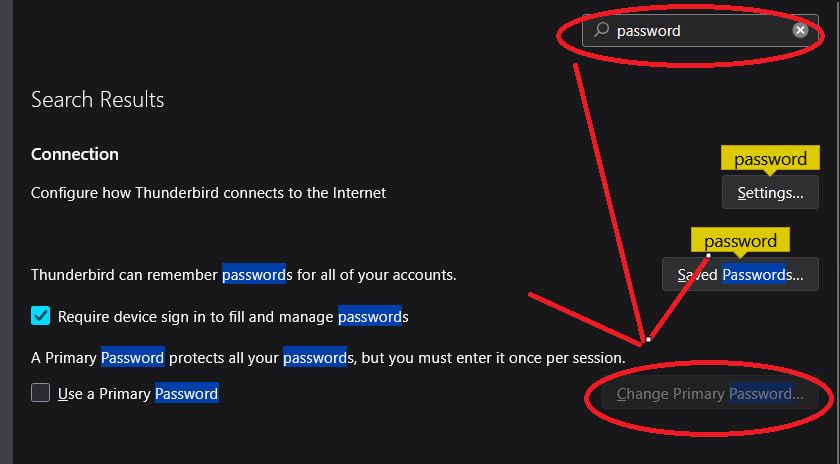 password
Search Results
Connection
password
Configure how Thunderbird connects to the Internet
Settings...
password
Thunderbird can remember passwords for all of your accounts.
Saved Passwords...
Require device sign in to fill and manage passwords
A Primary Password protects all your passwords, but you must enter it once per session.
Use a Primary Password
Change Primary Password...